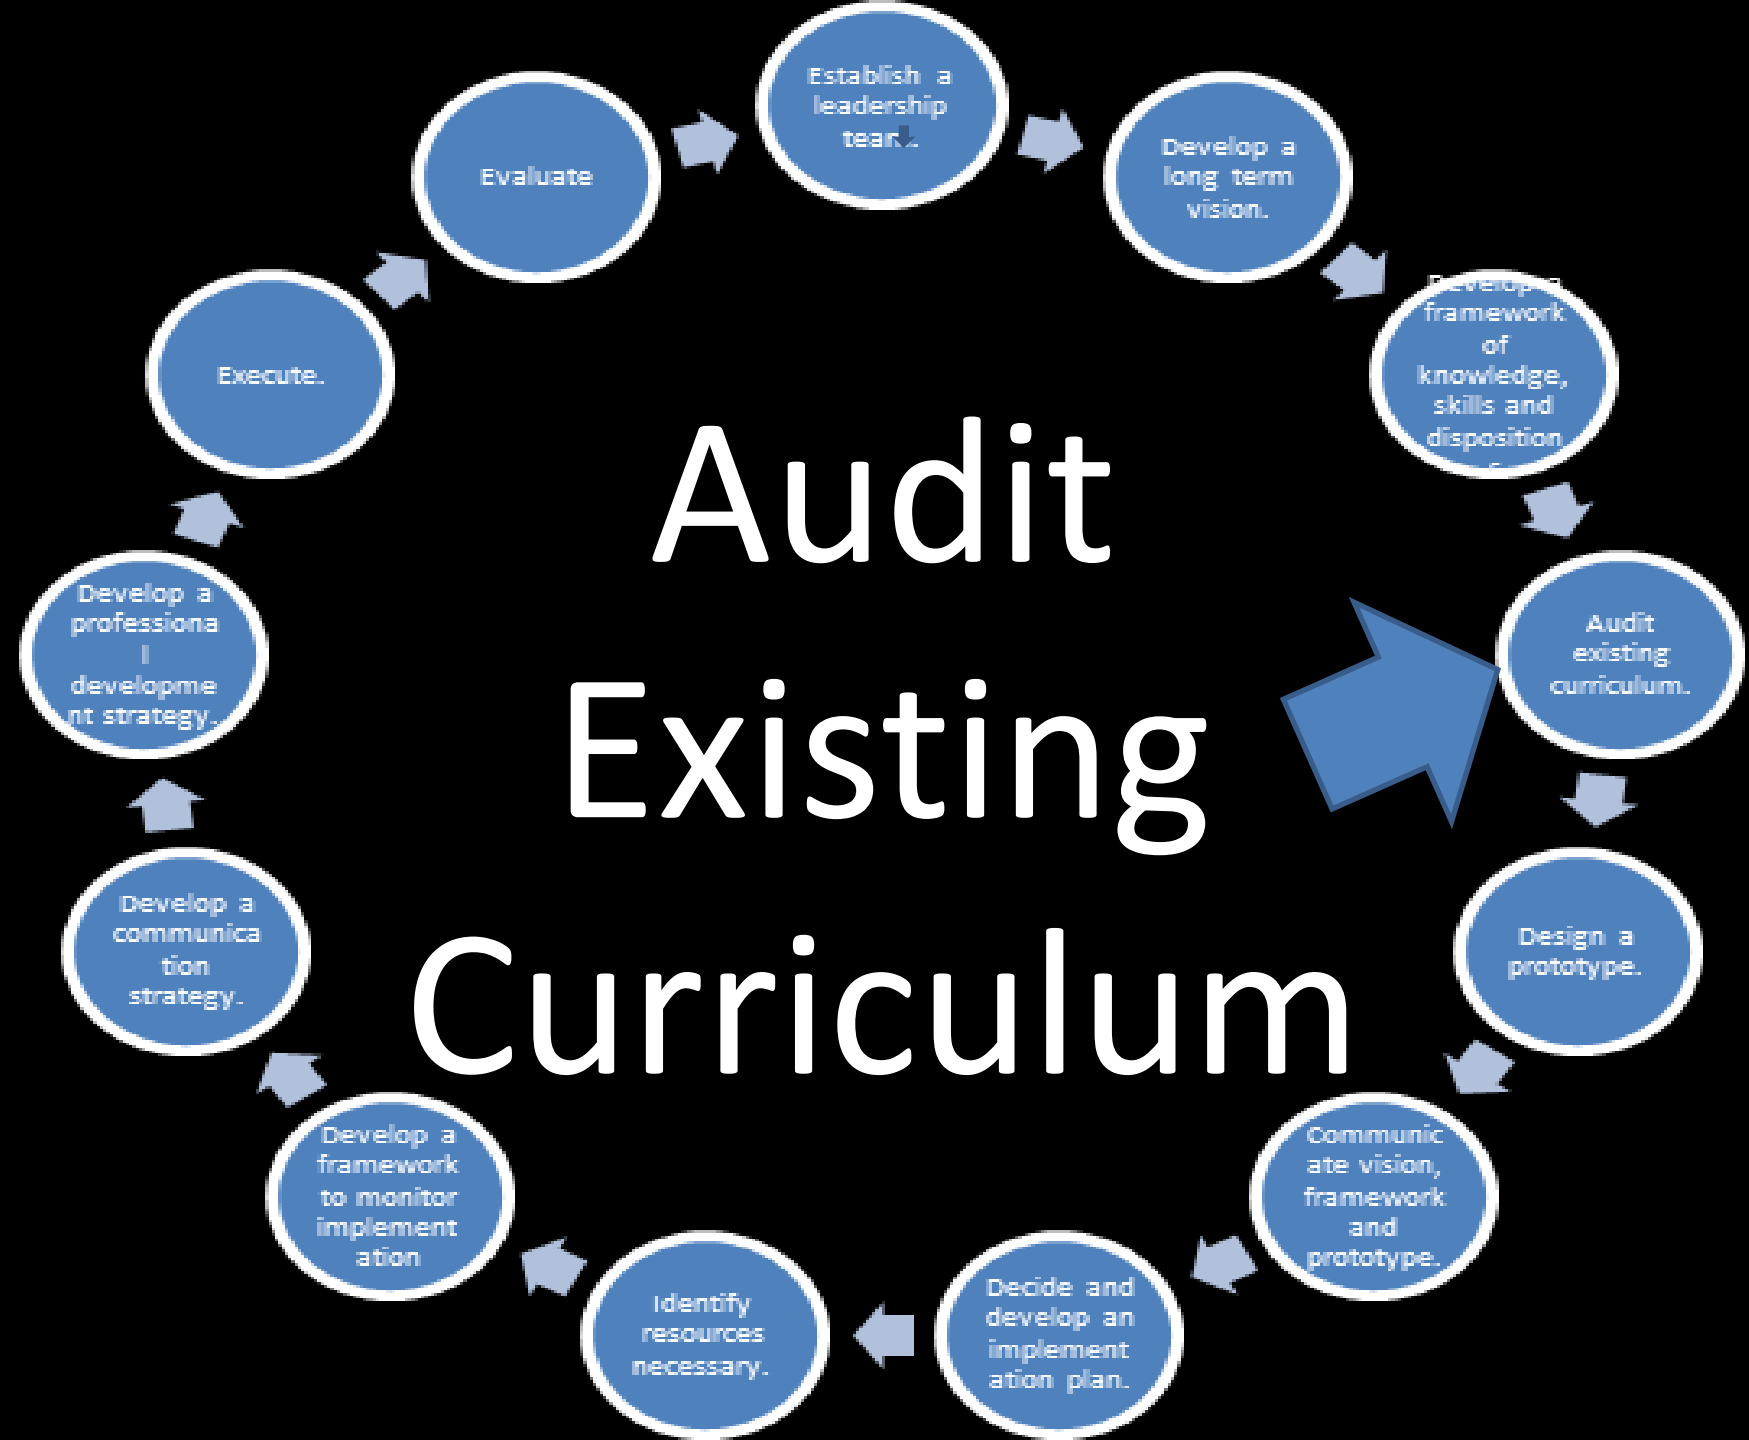 Establish a
leadership
team.
Develop a
long term
vision.
Develop a
framework
of
knowledge,
skills and
disposition
s.
Audit
existing
curriculum.
Design a
prototype.
Communic
ate vision,
framework
and
prototype.
Decide and
develop an
implement
ation plan.
Identify
resources
necessary.
Develop a
framework
to monitor
implement
ation
Develop a
communica
tion
strategy.
Develop a
professiona
l
developme
nt strategy.
Execute.
Evaluate
Audit
Existing
Curriculum